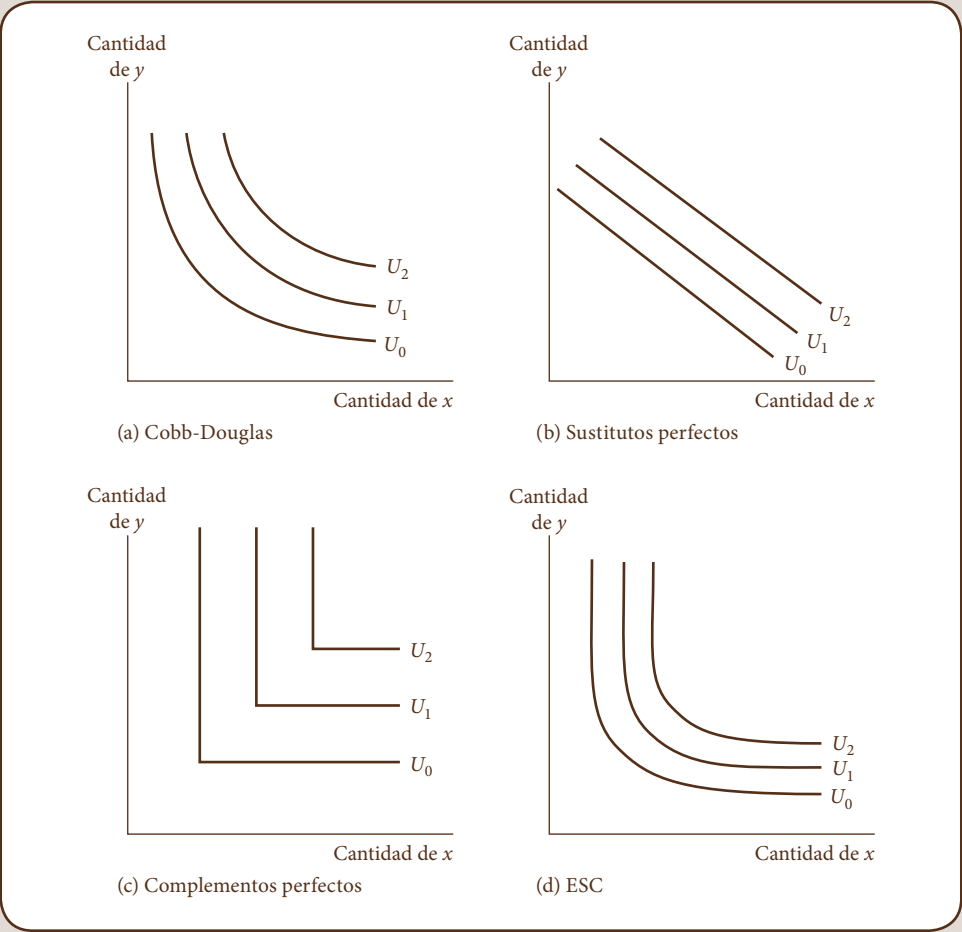 Cantidad
de y
U2
U1
U0
Cantidad de x
(a) Cobb-Douglas
Cantidad
de y
U2
U1
U0
Cantidad de x
(b) Sustitutos perfectos
Cantidad
de y
U2
U1
U0
Cantidad de x
(c) Complementos perfectos
Cantidad
de y
U2
U1
U0
Cantidad de x
(d) ESC